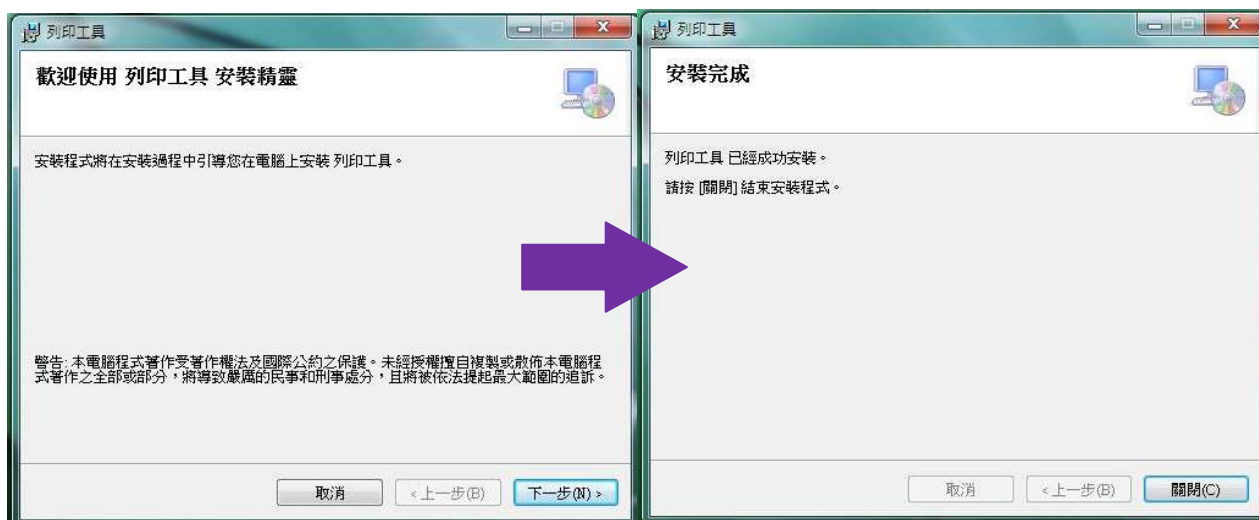 列印工具
歡迎使用 列印工具 安裝精靈
安裝程式將在安裝過程中引導您在電腦上安裝 列印工具。
警告: 本電腦程式著作受著作權法及國際公約之保護。未經授權擅自複製或散佈本電腦程
式著作之全部或部分，將導致嚴厲的民事和刑事處分，且將被依法提起最大範圍的追訴。
取消
<上一步(B)
下一步(N) >
列印工具
安裝完成
列印工具 已經成功安裝。
請按 [關閉] 結束安裝程式。
取消
<上一步(B)
關閉(C)